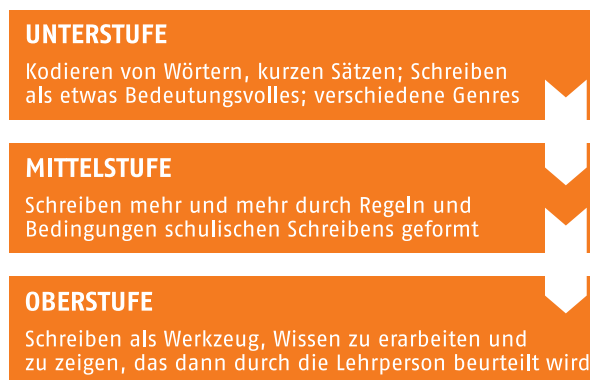 UNTERSTUFE
Kodieren von Wörtern, kurzen Sätzen; Schreiben
als etwas Bedeutungsvolles; verschiedene Genres
MITTELSTUFE
Schreiben mehr und mehr durch Regeln und
Bedingungen schulischen Schreibens geformt
OBERSTUFE
Schreiben als Werkzeug, Wissen zu erarbeiten und
zu zeigen, das dann durch die Lehrperson beurteilt wird